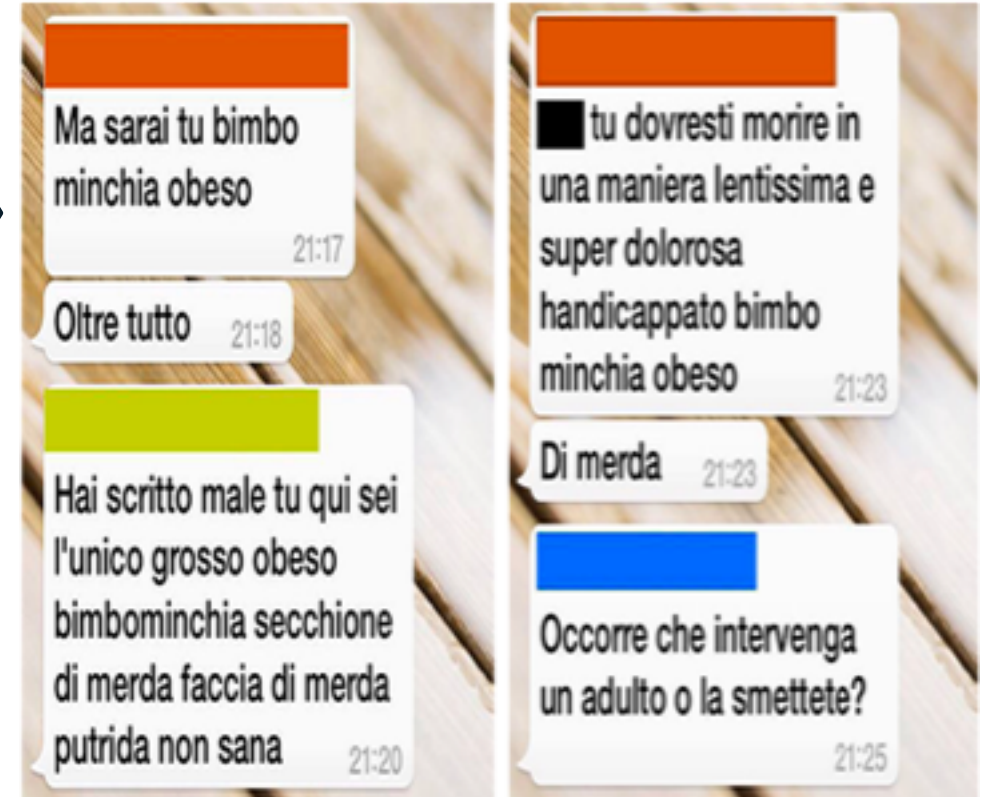 Ma sarai tu bimbo
minchia obeso
21:17
Oltre tutto 21:18
Hai scritto male tu qui sei
l'unico grosso obeso
bimbominchia secchione
di merda faccia di merda
putrida non sana 21:20
tu dovresti morire in
una maniera lentissima e
super dolorosa
handicappato bimbo
minchia obeso 21:23
Di merda 21:23
Occorre che intervenga
un adulto o la smettete?
21:25